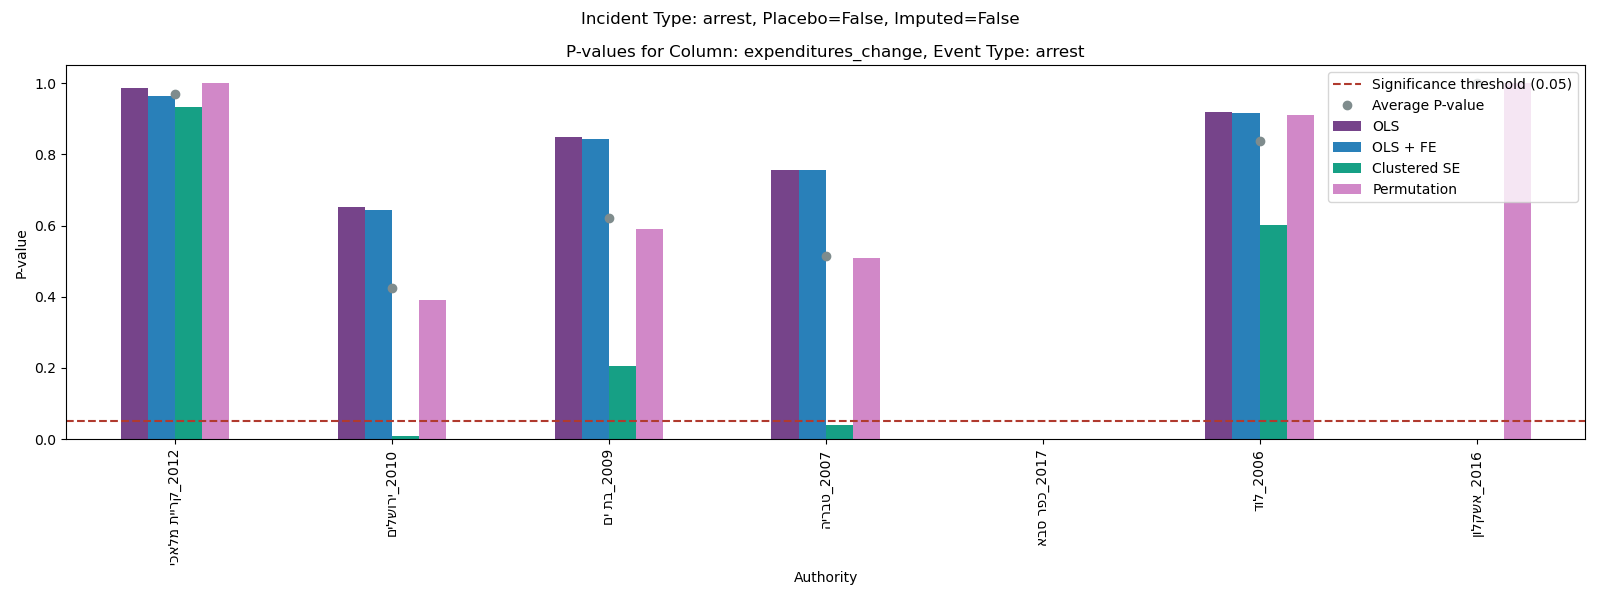 Incident Type: arrest, Placebo=False, Imputed=False
P-values for Column: expenditures_change, Event Type: arrest
Significance threshold (0.05)
Average P-value
OLS
OLS + FE
Clustered SE
Permutation
1.0
0.8
0.6
0.4
0.2
0.0
P-value
קריית מלאכי_2012
ירושלים_2010
בת ים_2009
טבריה_2007
כפר סבא_2017
לוד_2006
אשקלון_2016
Authority